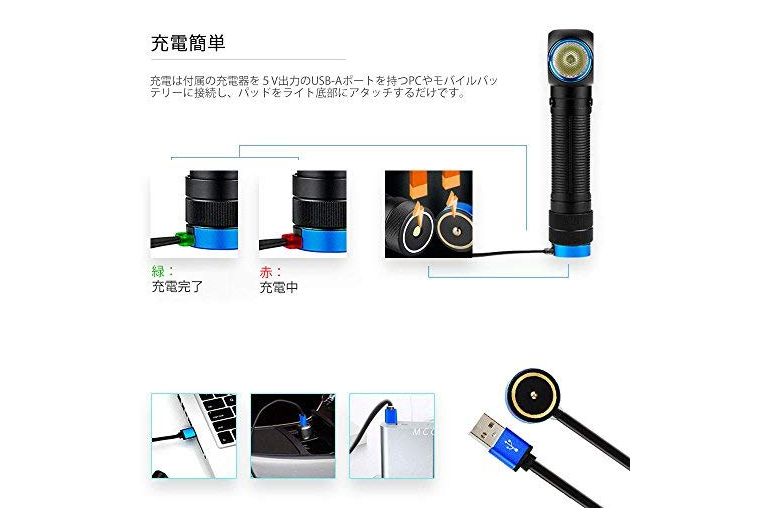 充電簡単
充電は付属の充電器を５V出力のUSB-Aポートを持つPCやモバイルバッ
テリーに接続し、パッドをライト底部にアタッチするだけです。
緑：
充電完了
赤：
充電中